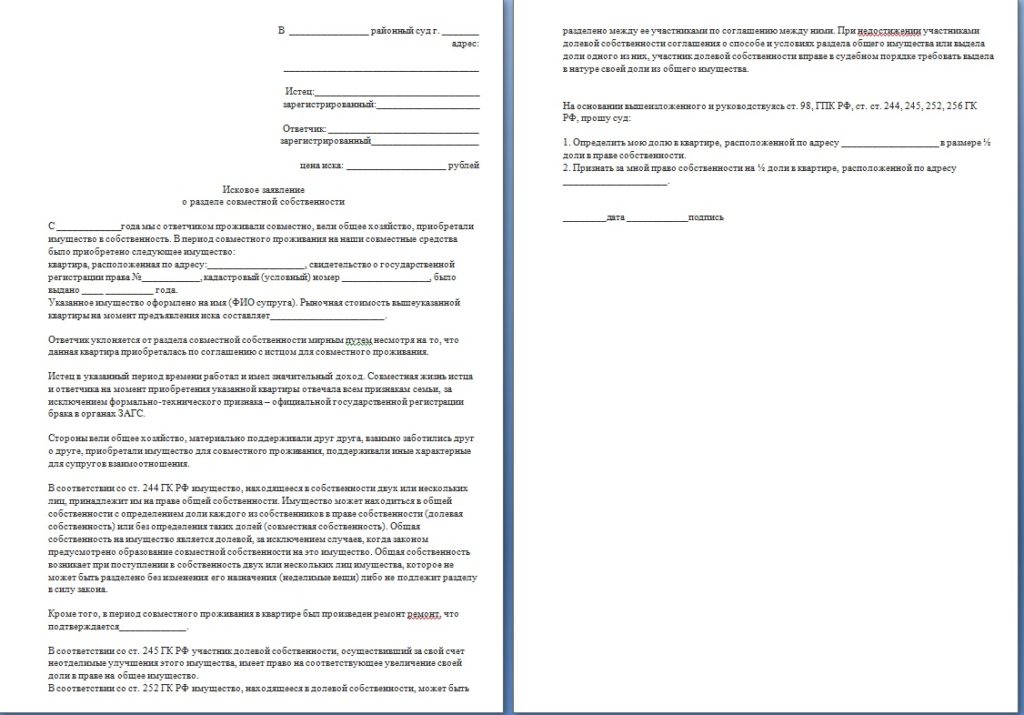 В ________________ районный суд г. ________
адрес:
_______________________________________
Истец:_________________________________
зарегистрированный:_____________________
Ответчик: ______________________________
зарегистрированный______________________
цена иска: ____________________ рублей
Исковое заявление
о разделе совместной собственности
С _____________года мы с ответчиком проживали совместно, вели общее хозяйство, приобретали
имущество в собственность. В период совместного проживания на наши совместные средства
было приобретено следующее имущество:
квартира, расположенная по адресу:___________________, свидетельство о государственной
регистрации права №____________, кадастровый (условный) номер _________________, было
выдано ____ __________ года.
Указанное имущество оформлено на имя (ФИО супруга). Рыночная стоимость вышеуказанной
квартиры на момент предъявления иска составляет_______________________.
Ответчик уклоняется от раздела совместной собственности мирным путем несмотря на то, что
данная квартира приобреталась по соглашению с истцом для совместного проживания.
Истец в указанный период времени работал и имел значительный доход. Совместная жизнь истца
и ответчика на момент приобретения указанной квартиры отвечала всем признакам семьи, за
исключением формально-технического признака – официальной государственной регистрации
брака в органах ЗАГС.
Стороны вели общее хозяйство, материально поддерживали друг друга, взаимно заботились друг
о друге, приобретали имущество для совместного проживания, поддерживали иные характерные
для супругов взаимоотношения.
В соответствии со ст. 244 ГК РФ имущество, находящееся в собственности двух или нескольких
лиц, принадлежит им на праве общей собственности. Имущество может находиться в общей
собственности с определением доли каждого из собственников в праве собственности (долевая
собственность) или без определения таких долей (совместная собственность). Общая
собственность на имущество является долевой, за исключением случаев, когда законом
предусмотрено образование совместной собственности на это имущество. Общая собственность
возникает при поступлении в собственность двух или нескольких лиц имущества, которое не
может быть разделено без изменения его назначения (неделимые вещи) либо не подлежит разделу
в силу закона.
Кроме того, в период совместного проживания в квартире был произведен ремонт ремонт, что
подтверждается_____________.
В соответствии со ст. 245 ГК РФ участник долевой собственности, осуществивший за свой счет
неотделимые улучшения этого имущества, имеет право на соответствующее увеличение своей
доли в праве на общее имущество.
В соответствии со ст. 252 ГК РФ имущество, находящееся в долевой собственности, может быть
разделено между ее участниками по соглашению между ними. При недостижении участниками
долевой собственности соглашения о способе и условиях раздела общего имущества или выдела
доли одного из них, участник долевой собственности вправе в судебном порядке требовать выдела
в натуре своей доли из общего имущества.
На основании вышеизложенного и руководствуясь ст. 98, ГПК РФ, ст. ст. 244, 245, 252, 256 ГК
РФ, прошу суд:
1. Определить мою долю в квартире, расположенной по адресу ____________________ в размере ½
доли в праве собственности.
2. Признать за мной право собственности на ½ доли в квартире, расположенной по адресу
_____________________.
_________дата ____________подпись